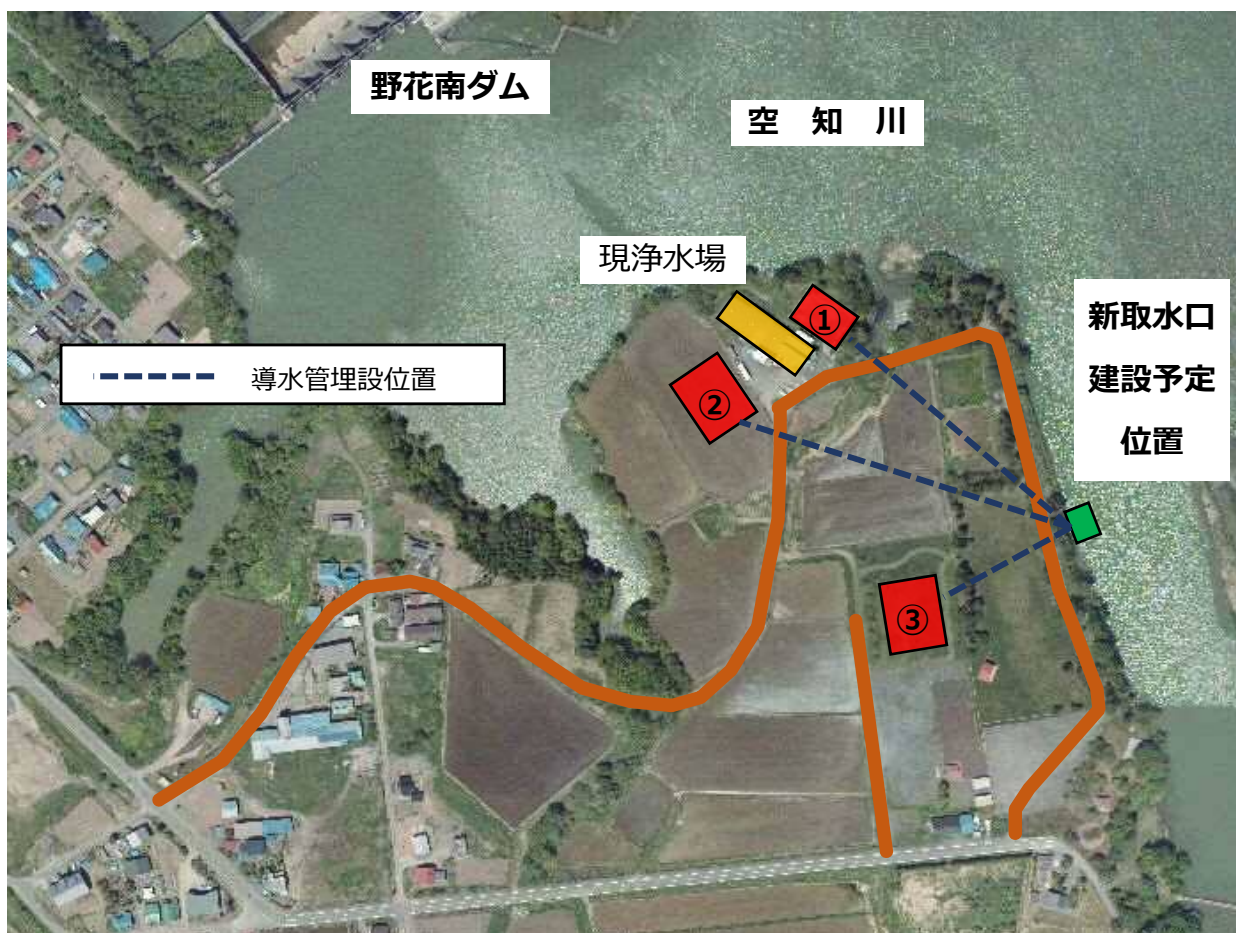 野花南ダム
空 知 川
現浄水場
①
新取水口
建設予定
位置
導水管埋設位置
②
③